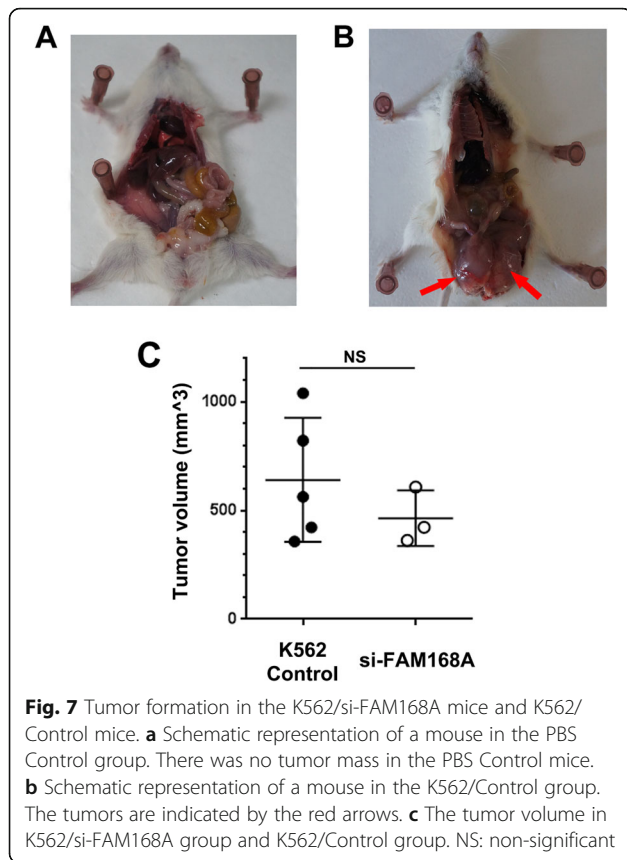 A
B
C
NS
Tumor volume (mm^3)
1000
500
0
K562
Control
si-FAM168A
Fig. 7 Tumor formation in the K562/si-FAM168A mice and K562/
Control mice. a Schematic representation of a mouse in the PBS
Control group. There was no tumor mass in the PBS Control mice.
b Schematic representation of a mouse in the K562/Control group.
The tumors are indicated by the red arrows. c The tumor volume in
K562/si-FAM168A group and K562/Control group. NS: non-significant